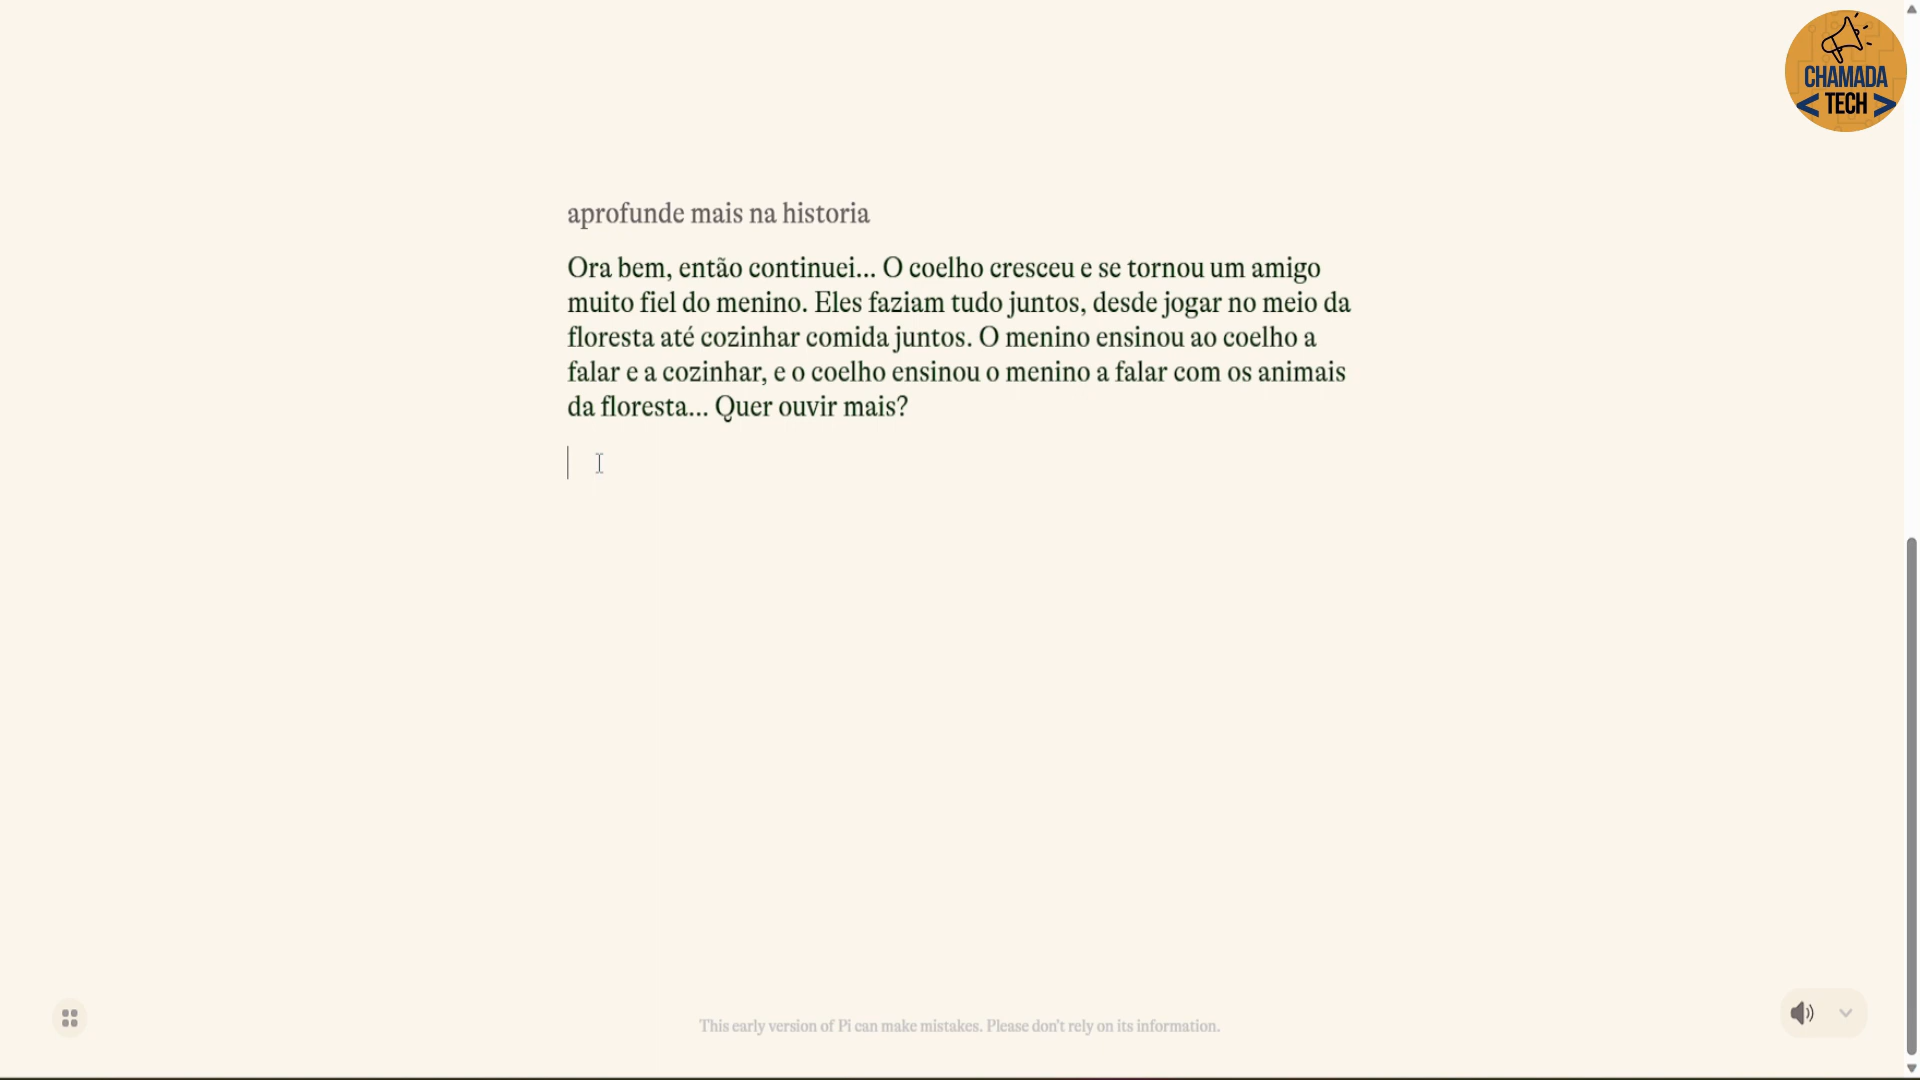 CHAMADA
< TECH >
aprofunde mais na historia
Ora bem, então continuei... O coelho cresceu e se tornou um amigo
muito fiel do menino. Eles faziam tudo juntos, desde jogar no meio da
floresta até cozinhar comida juntos. O menino ensinou ao coelho a
falar e a cozinhar, e o coelho ensinou o menino a falar com os animais
da floresta... Quer ouvir mais?
This early version of Pi can make mistakes. Please don't rely on its information.